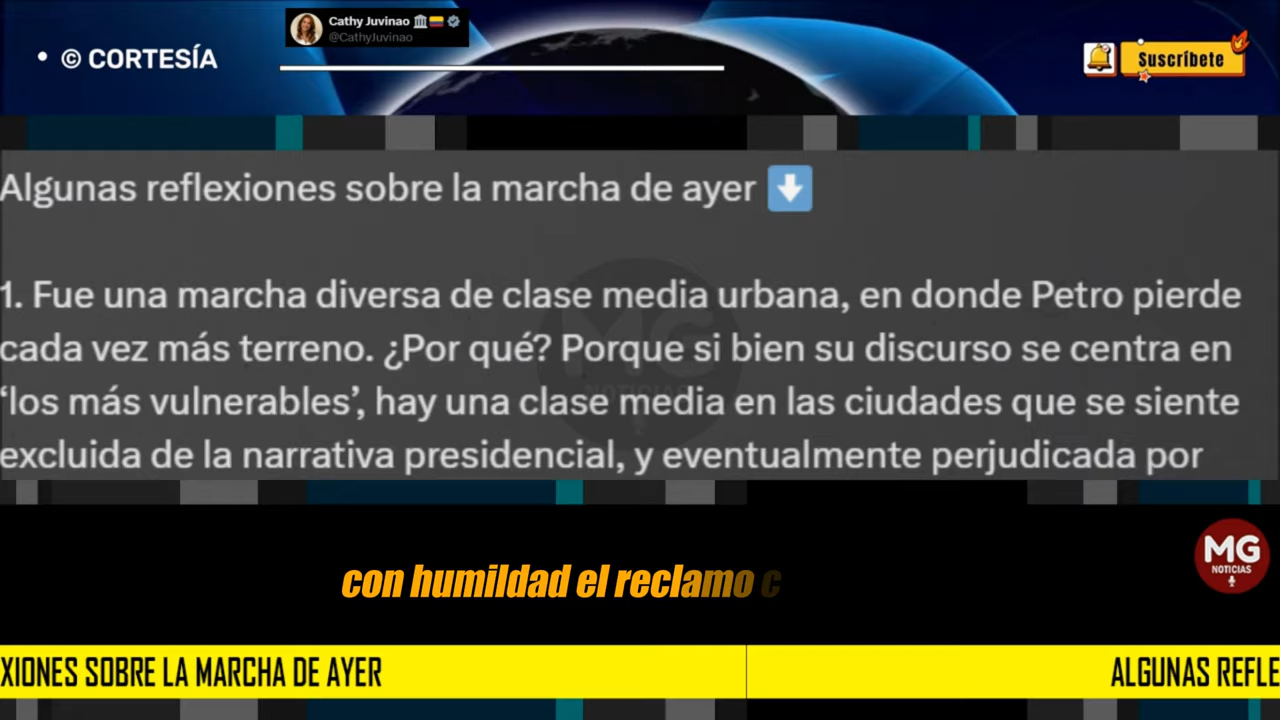 Cathy Juvinao
@CathyJuvinao
• © CORTESÍA
Suscríbete
Algunas reflexiones sobre la marcha de ayer
1. Fue una marcha diversa de clase media urbana, en donde Petro pierde
cada vez más terreno. ¿Por qué? Porque si bien su discurso se centra en
‘los más vulnerables’, hay una clase media en las ciudades que se siente
excluida de la narrativa presidencial, y eventualmente perjudicada por
MG
NOTICIAS
con humildad el reclamo c
MG
NOTICIAS
XIONES SOBRE LA MARCHA DE AYER
ALGUNAS REFLE